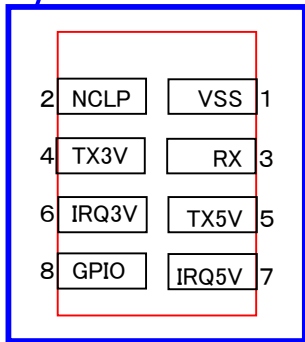 2 NCLP VSS 1
4 TX3V RX 3
6 IRQ3V TX5V 5
8 GPIO IRQ5V 7